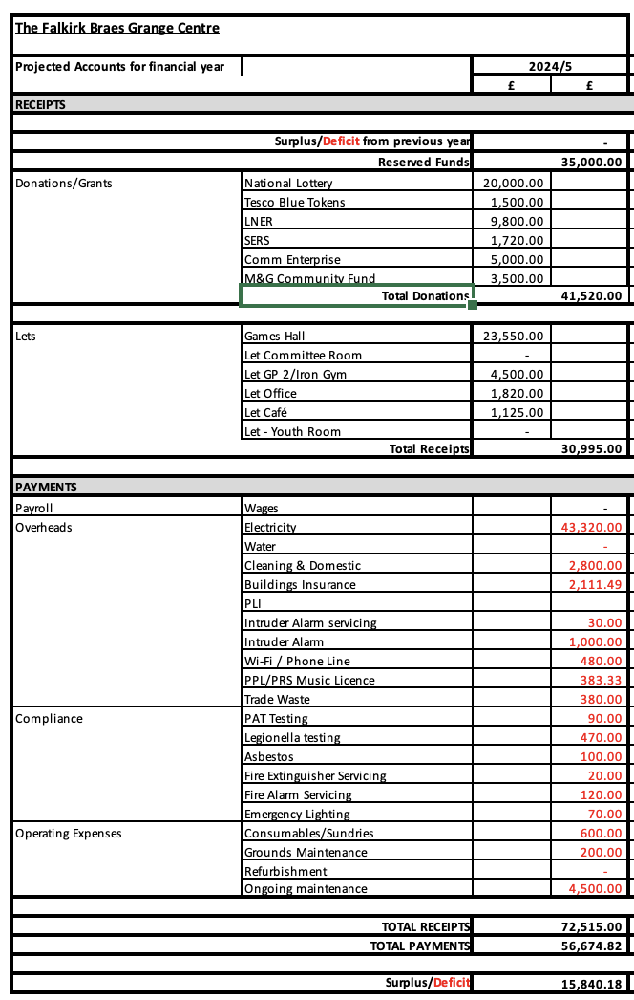 The Falkirk Braes Grange Centre
Projected Accounts for financial year 2024/5
£ £
RECEIPTS
Surplus/Deficit from previous year -
Reserved Funds 35,000.00
Donations/Grants National Lottery 20,000.00
Tesco Blue Tokens 1,500.00
LNER 9,800.00
SERS 1,720.00
Comm Enterprise 5,000.00
M&G Community Fund 3,500.00
Total Donations 41,520.00
Lets Games Hall 23,550.00
Let Committee Room -
Let GP 2/Iron Gym 4,500.00
Let Office 1,820.00
Let Café 1,125.00
Let - Youth Room -
Total Receipts 30,995.00
PAYMENTS
Payroll Wages -
Overheads Electricity 43,320.00
Water -
Cleaning & Domestic 2,800.00
Buildings Insurance 2,111.49
PLI
Intruder Alarm servicing 30.00
Intruder Alarm 1,000.00
Wi-Fi / Phone Line 480.00
PPL/PRS Music Licence 383.33
Trade Waste 380.00
Compliance PAT Testing 90.00
Legionella testing 470.00
Asbestos 100.00
Fire Extinguisher Servicing 20.00
Fire Alarm Servicing 120.00
Emergency Lighting 70.00
Operating Expenses Consumables/Sundries 600.00
Grounds Maintenance 200.00
Refurbishment -
Ongoing maintenance 4,500.00
TOTAL RECEIPTS 72,515.00
TOTAL PAYMENTS 56,674.82
Surplus/Deficit 15,840.18